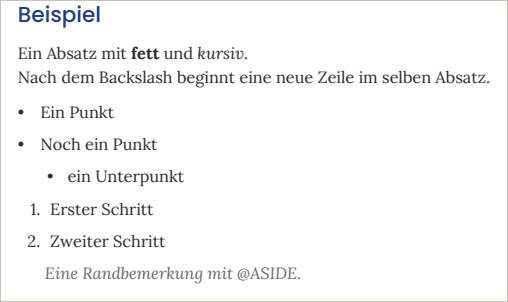 Beispiel
Ein Absatz mit fett und kursiv.
Nach dem Backslash beginnt eine neue Zeile im selben Absatz.
• Ein Punkt
• Noch ein Punkt
• ein Unterpunkt
1. Erster Schritt
2. Zweiter Schritt
Eine Randbemerkung mit @ASIDE.